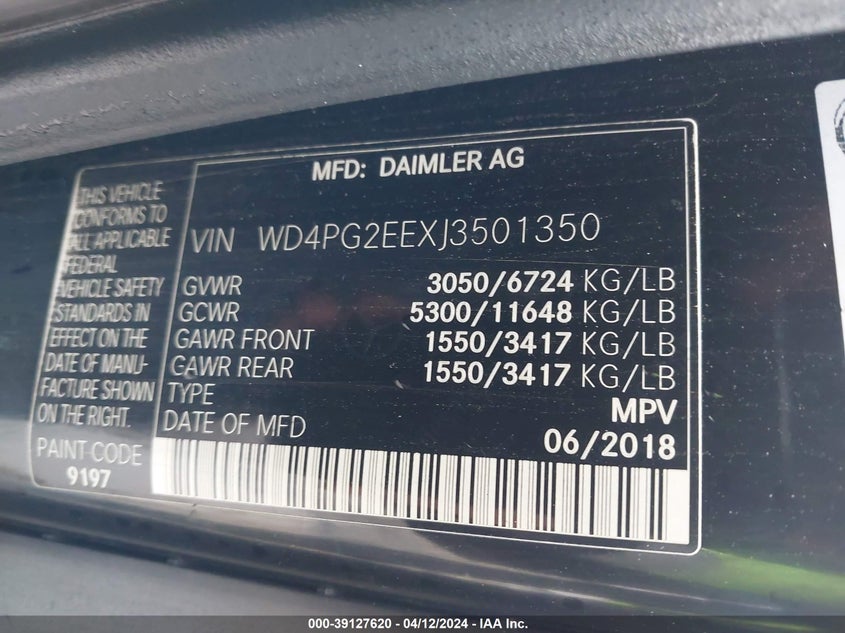 MFD: DAIMLER AG
THIS VEHICLE
CONFORMS TO
ALL APPLICABLE
FEDERAL
VEHICLE SAFETY
STANDARDS IN
EFFECT ON THE
DATE OF MANU-
FACTURE SHOWN
ON THE RIGHT.
PAINT-CODE
9197
VIN WD4PG2EEXJ3501350
GVWR 3050/6724 KG/LB
GCWR 5300/11648 KG/LB
GAWR FRONT 1550/3417 KG/LB
GAWR REAR 1550/3417 KG/LB
TYPE MPV
DATE OF MFD 06/2018
000-39127620 - 04/12/2024 - IAA Inc.